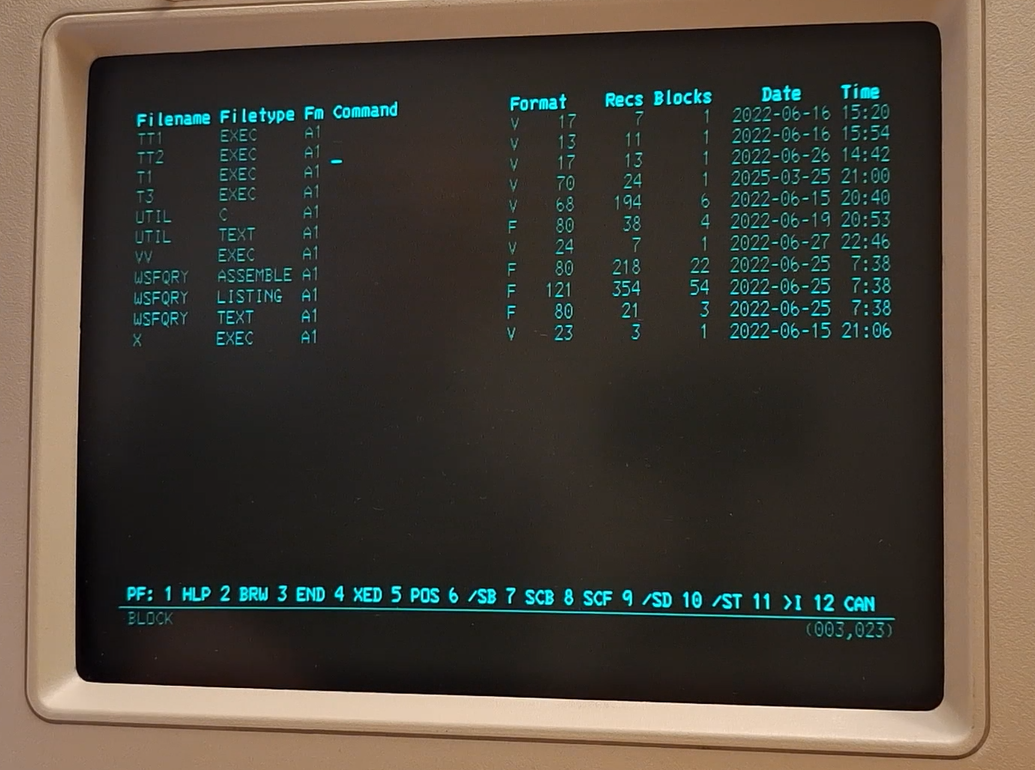 Filename Filetype Fm Command Format Recs Blocks Date Time
TT1 EXEC A1 V 17 7 1 2022-06-16 15:20
TT2 EXEC A1 V 13 11 1 2022-06-16 15:54
T1 EXEC A1 V 17 13 1 2022-06-26 14:42
T3 EXEC A1 V 70 24 1 2025-03-25 21:00
UTIL C A1 V 68 194 6 2022-06-15 20:40
UTIL TEXT A1 F 80 38 4 2022-06-19 20:53
VV EXEC A1 V 24 7 1 2022-06-27 22:46
WSFQRY ASSEMBLE A1 F 80 218 22 2022-06-25 7:38
WSFQRY LISTING A1 F 121 354 54 2022-06-25 7:38
WSFQRY TEXT A1 F 80 21 3 2022-06-25 7:38
X EXEC A1 V 23 3 1 2022-06-15 21:06
PF: 1 HLP 2 BRW 3 END 4 XED 5 POS 6 /SB 7 SCB 8 SCF 9 /SD 10 /ST 11 >I 12 CAN
BLOCK (003,023)